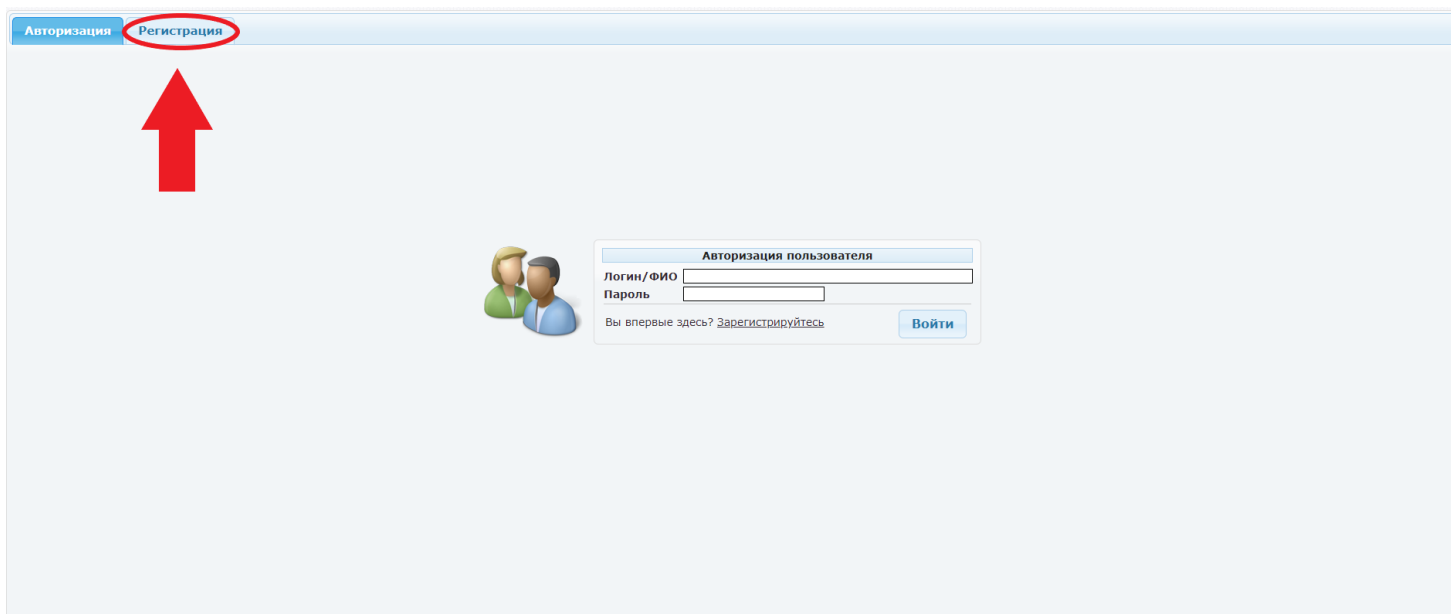 Авторизация Регистрация
Авторизация пользователя
Логин/ФИО
Пароль
Вы впервые здесь? Зарегистрируйтесь Войти